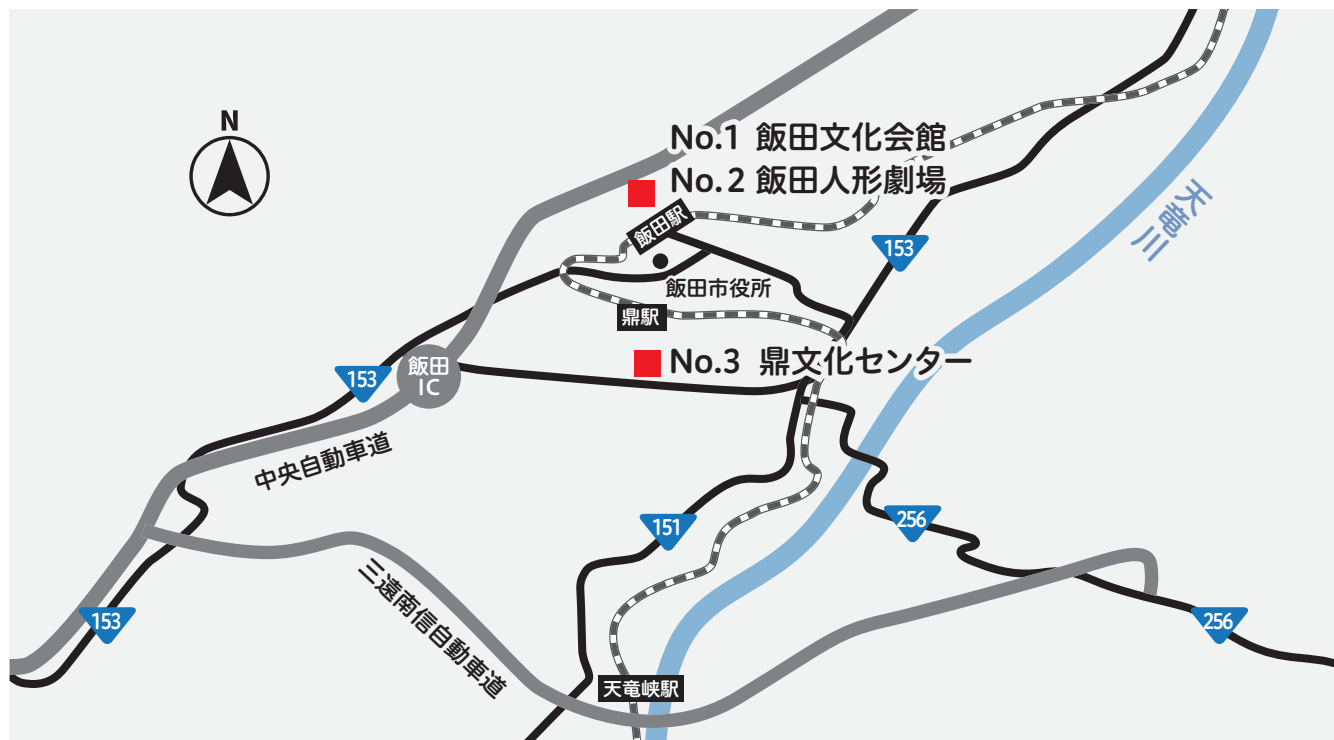 N
No.1 飯田文化会館
No.2 飯田人形劇場
飯田駅
天竜川
153
飯田市役所
鼎駅
No.3 鼎文化センター
飯田
IC
153
中央自動車道
151
256
三遠南信自動車道
153
256
天竜峡駅